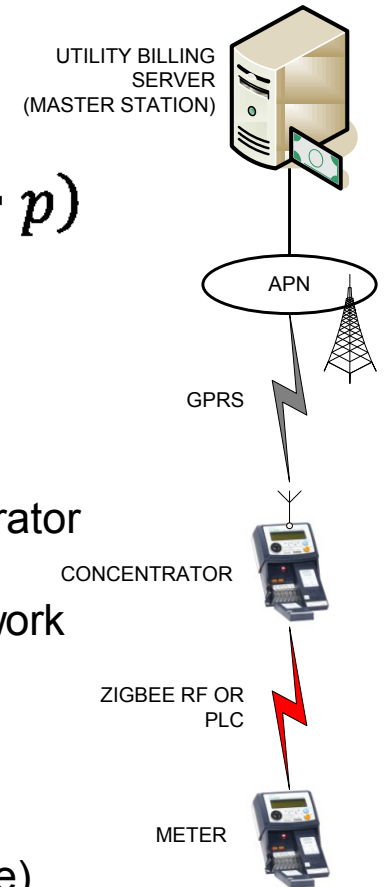 UTILITY BILLING
SERVER
(MASTER STATION)
p)
APN
GPRS
rator
CONCENTRATOR
work
ZIGBEE RF OR
PLC
METER
e)